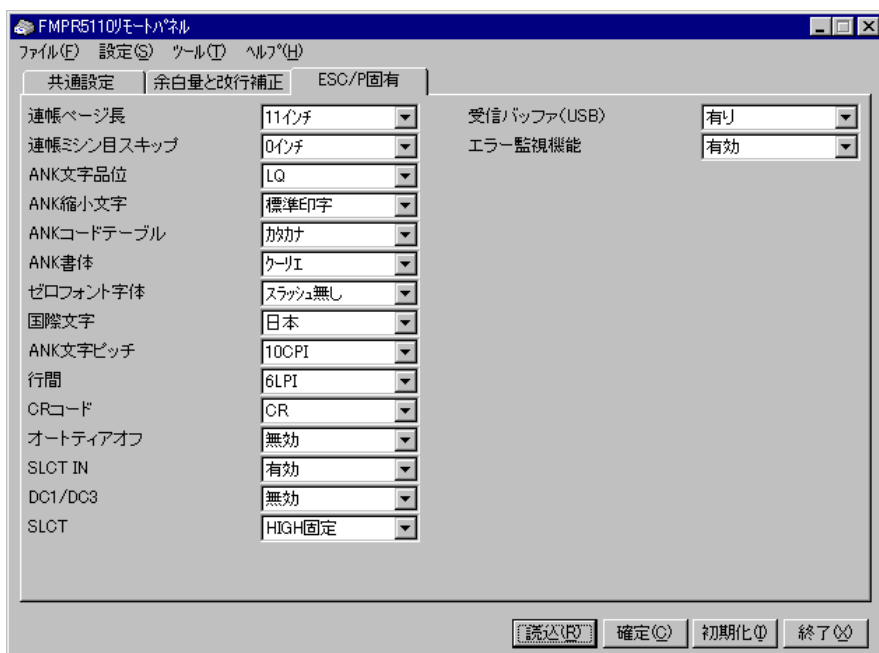 FMPR5110ﾘﾓｰﾄﾊﾟﾈﾙ
ﾌｧｲﾙ(F) 設定(S) ﾂｰﾙ(T) ﾍﾙﾌﾟ(H)
共通設定 余白量と改行補正 ESC/P固有
連帳ページ長 11ｲﾝﾁ 受信バッファ(USB) 有り
連帳ミシン目スキップ 0ｲﾝﾁ エラー監視機能 有効
ANK文字品位 LQ
ANK縮小文字 標準印字
ANKコードテーブル ｶﾀｶﾅ
ANK書体 ｸｰﾘｴ
ゼロフォント字体 ｽﾗｯｼｭ無し
国際文字 日本
ANK文字ピッチ 10CPI
行間 6LPI
CRコード CR
オートティアオフ 無効
SLCT IN 有効
DC1/DC3 無効
SLCT HIGH固定
読込(R) 確定(C) 初期化(I) 終了(X)